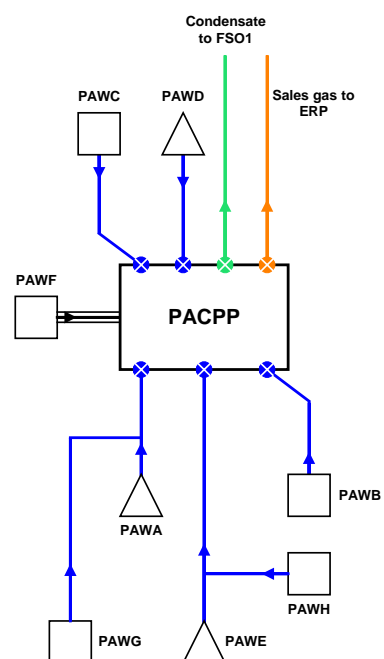 Condensate
to FSO1
PAWC
PAWD
Sales gas to
ERP
PAWF
PACPP
PAWB
PAWA
PAWH
PAWG
PAWE